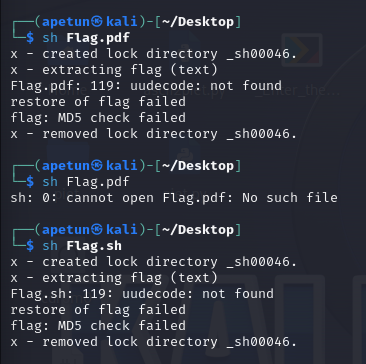 ┌──(apetun㉿kali)-[~/Desktop]
└─$ sh Flag.pdf
x - created lock directory _sh00046.
x - extracting flag (text)
Flag.pdf: 119: uudecode: not found
restore of flag failed
flag: MD5 check failed
x - removed lock directory _sh00046.
┌──(apetun㉿kali)-[~/Desktop]
└─$ sh Flag.pdf
sh: 0: cannot open Flag.pdf: No such file
┌──(apetun㉿kali)-[~/Desktop]
└─$ sh Flag.sh
x - created lock directory _sh00046.
x - extracting flag (text)
Flag.sh: 119: uudecode: not found
restore of flag failed
flag: MD5 check failed
x - removed lock directory _sh00046.